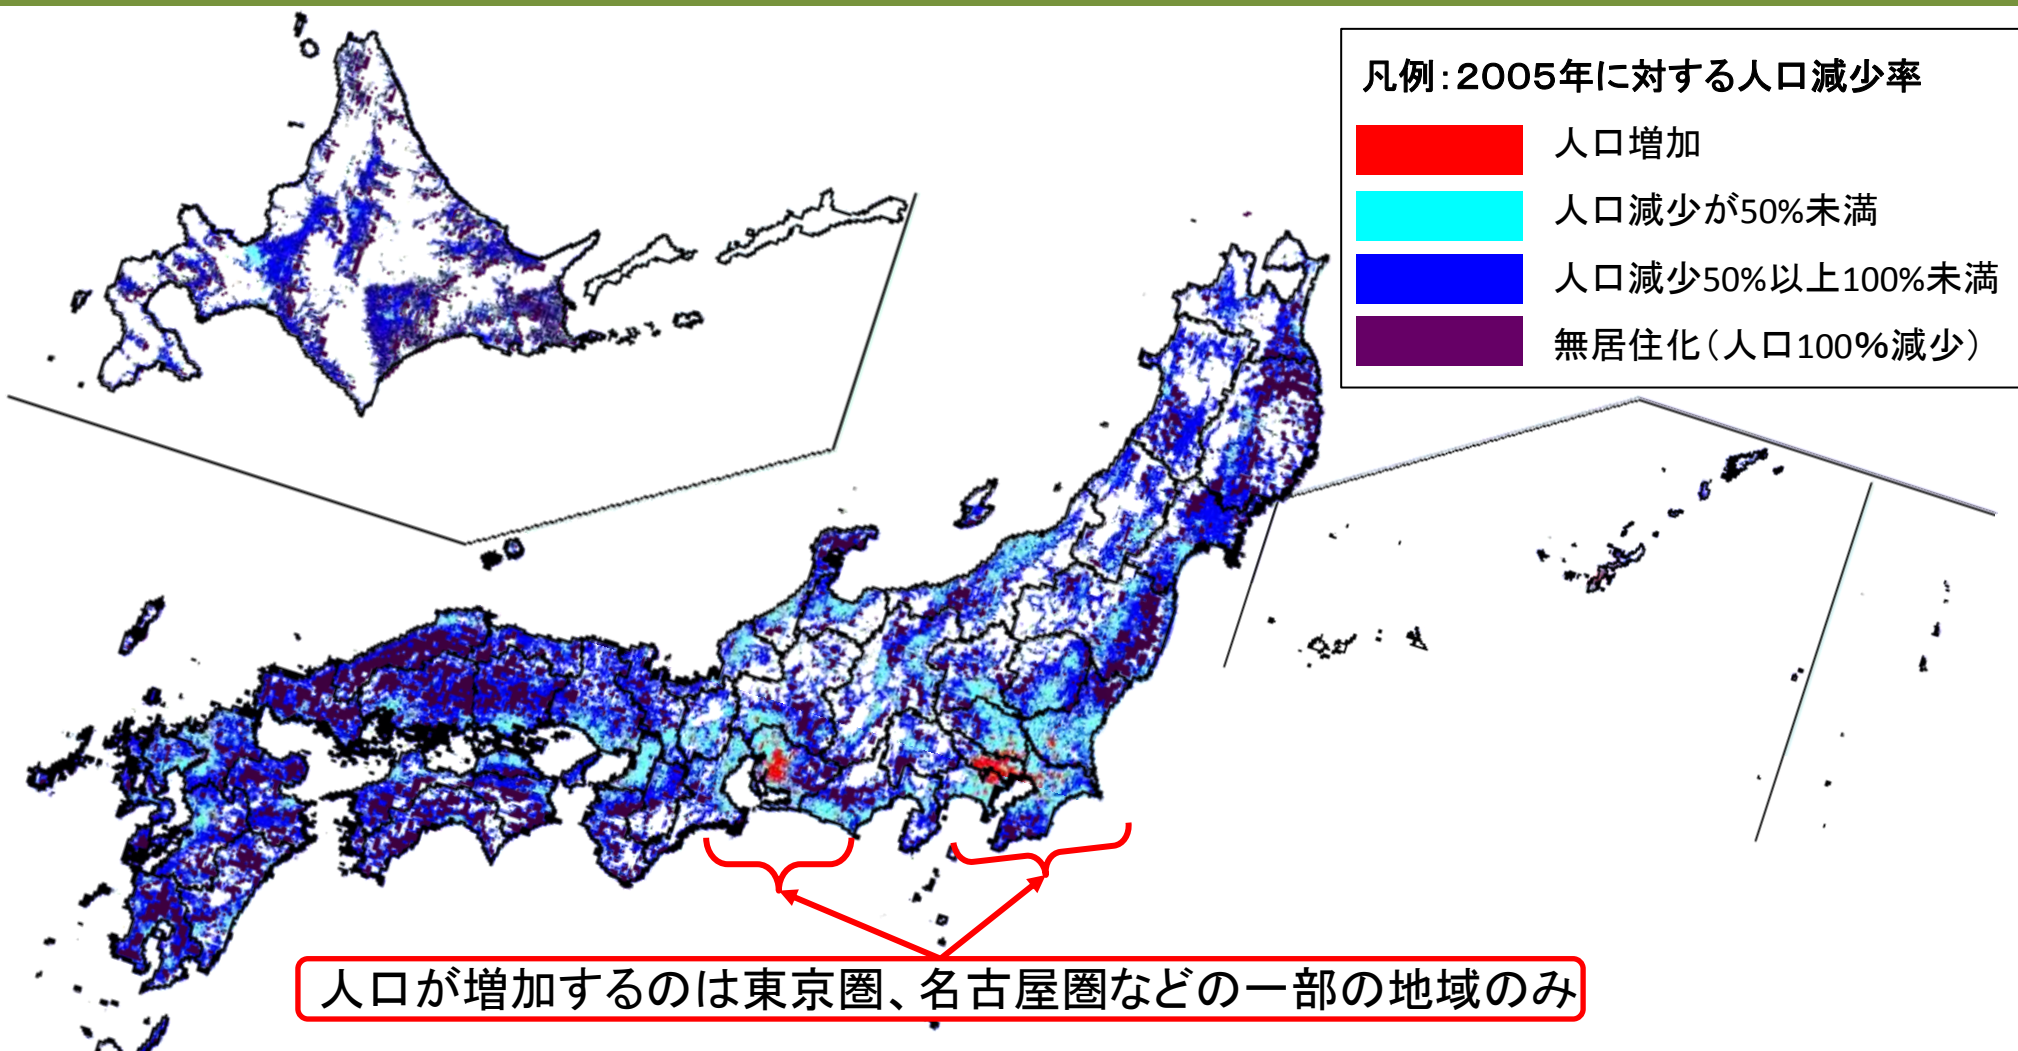 凡例：２００５年に対する人口減少率
人口増加
人口減少が50%未満
人口減少50%以上100%未満
無居住化（人口100％減少）
人口が増加するのは東京圏、名古屋圏などの一部の地域のみ